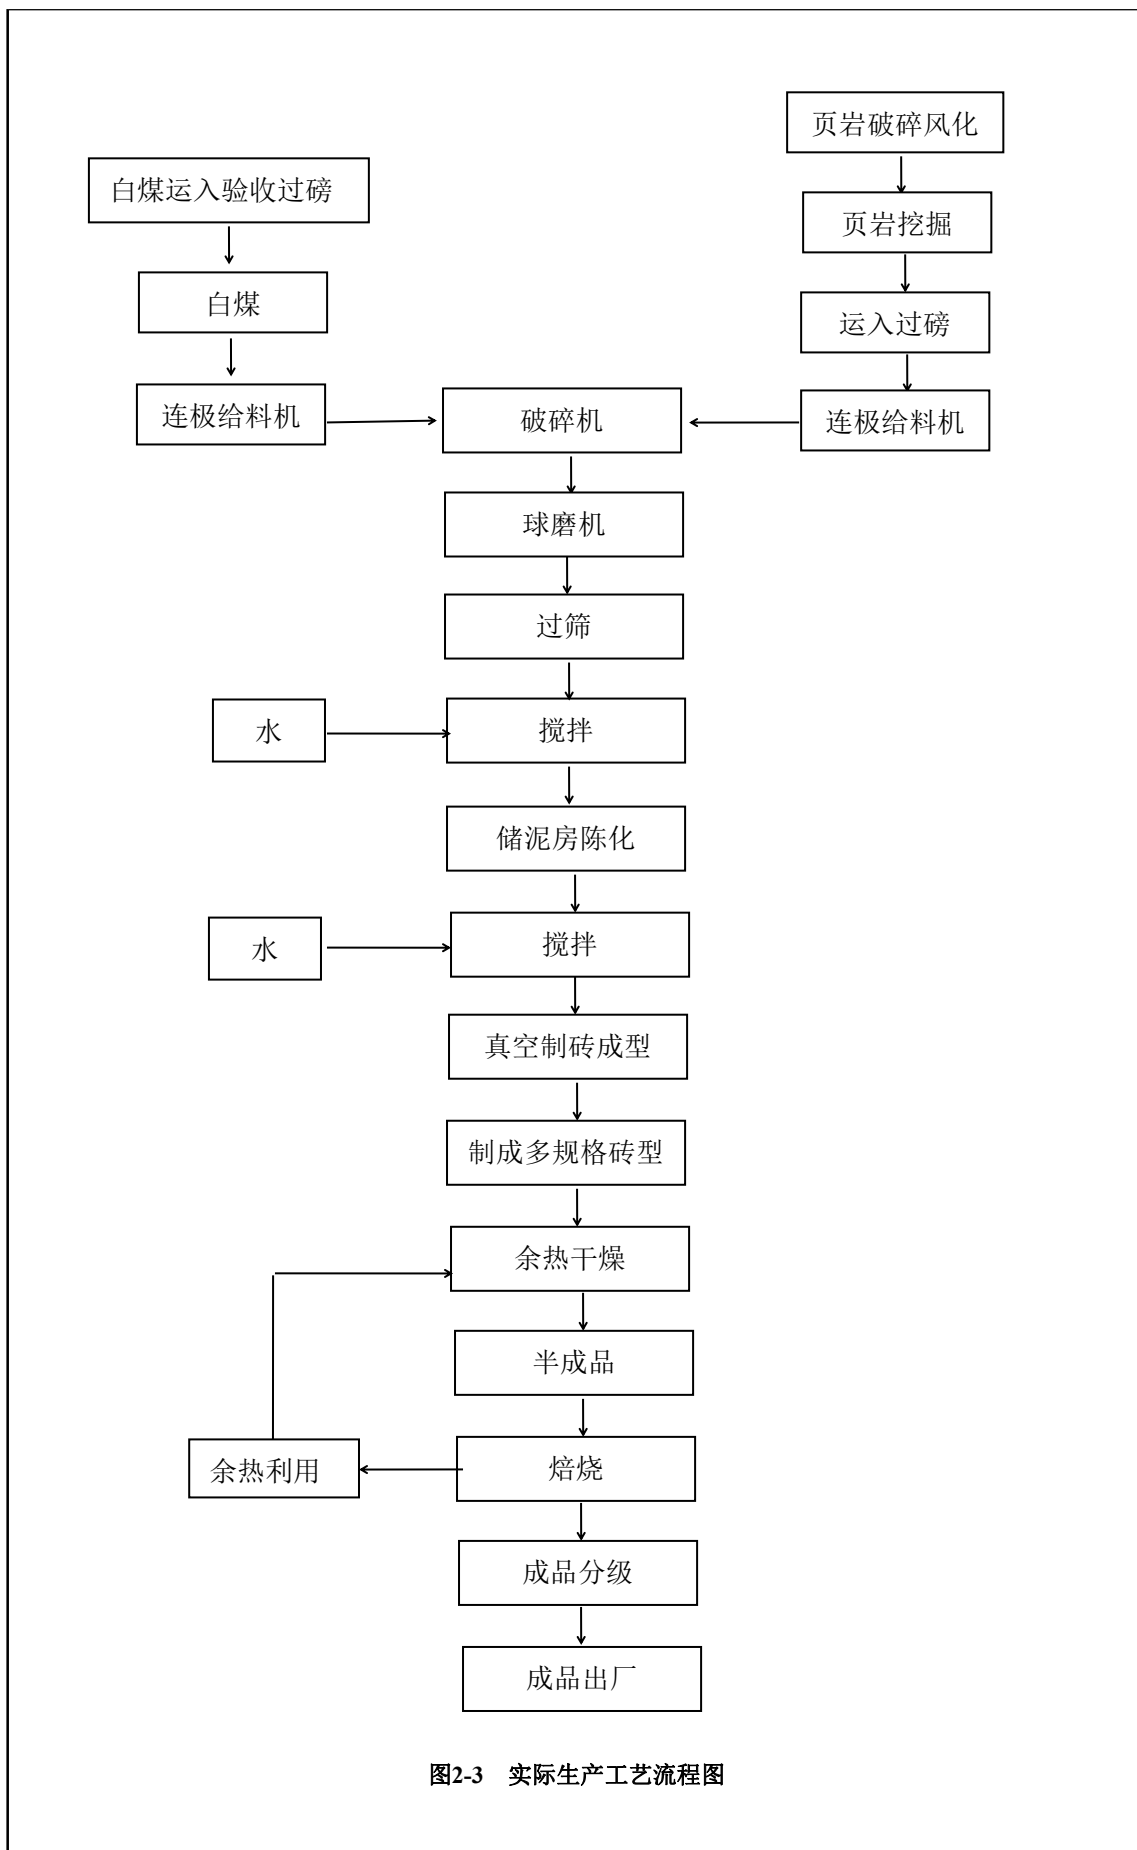 页岩破碎风化
白煤运入验收过磅
页岩挖掘
白煤
运入过磅
连极给料机
破碎机
连极给料机
球磨机
过筛
水
搅拌
储泥房陈化
水
搅拌
真空制砖成型
制成多规格砖型
余热干燥
半成品
余热利用
焙烧
成品分级
成品出厂
图2-3 实际生产工艺流程图